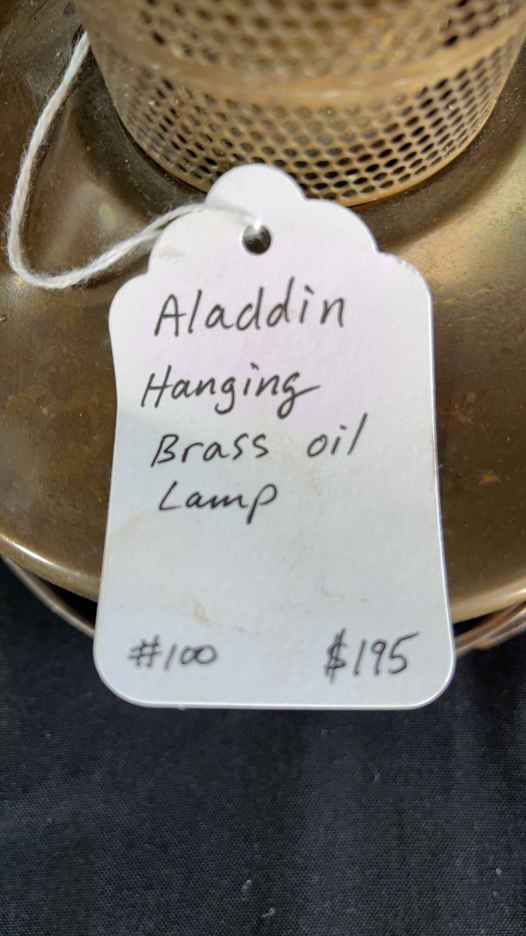 Aladdin
Hanging
Brass oil
Lamp
#100 $195